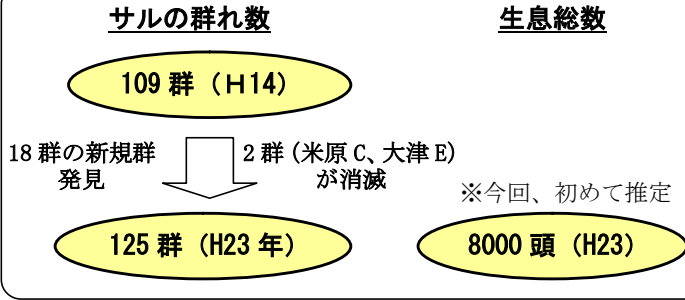 サルの群れ数
生息総数
109 群（Ｈ14）
18 群の新規群
発見
2 群（米原 C、大津 E）
が消滅
※今回、初めて推定
125 群（H23 年）
8000 頭（H23）